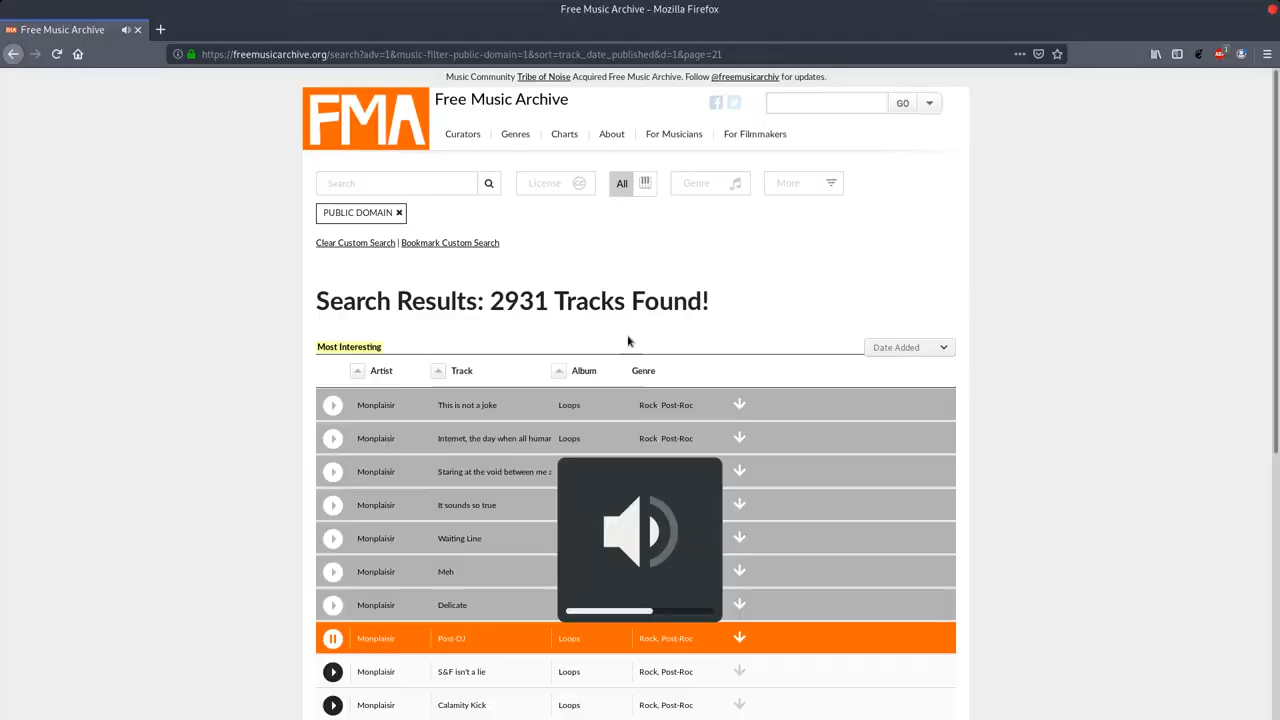 Free Music Archive - Mozilla Firefox
Free Music Archive
https://freemusicarchive.org/search?adv=1&music-filter-public-domain=1&sort=track_date_published&d=1&page=21
Music Community Tribe of Noise Acquired Free Music Archive. Follow @freemusicarchiv for updates.
FMA
Free Music Archive
GO
Curators Genres Charts About For Musicians For Filmmakers
Search License All Genre More
PUBLIC DOMAIN
Clear Custom Search | Bookmark Custom Search
Search Results: 2931 Tracks Found!
Most Interesting Date Added
Artist Track Album Genre
Monplaisir This is not a joke Loops Rock Post-Roc
Monplaisir Internet, the day when all human Loops Rock Post-Roc
Monplaisir Staring at the void between me
Monplaisir It sounds so true
Monplaisir Waiting Line
Monplaisir Meh
Monplaisir Delicate
Monplaisir Post-DJ Loops Rock, Post-Roc
Monplaisir S&F isn't a lie Loops Rock, Post-Roc
Monplaisir Calamity Kick Loops Rock, Post-Roc